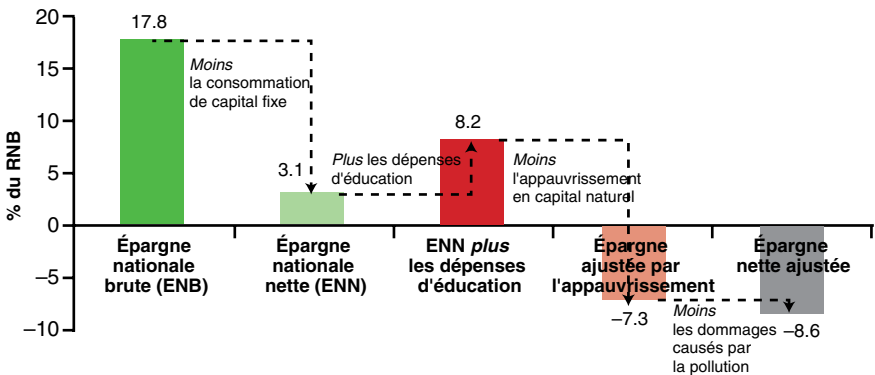 % du RNB
20
15
10
5
0
−5
−10
17.8
Moins
la consommation
de capital fixe
3.1
Plus les dépenses
d'éducation
8.2
Moins
l'appauvrissement
en capital naturel
−7.3
Moins
les dommages
causés par
la pollution
−8.6
Épargne
nationale
brute (ENB)
Épargne
nationale
nette (ENN)
ENN plus
les dépenses
d'éducation
Épargne
ajustée par
l'appauvrissement
Épargne
nette ajustée